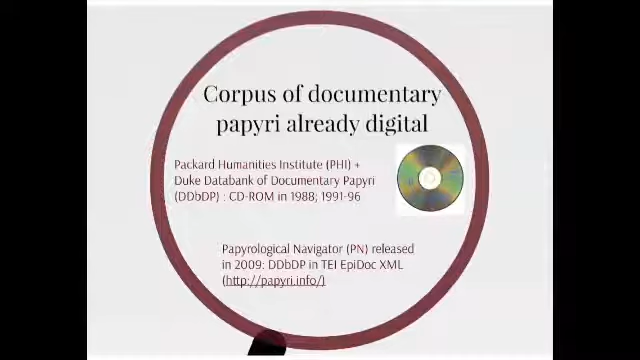 Corpus of documentary
papyri already digital
Packard Humanities Institute (PHI) +
Duke Databank of Documentary Papyri
(DDbDP) : CD-ROM in 1988; 1991-96
Papyrological Navigator (PN) released
in 2009: DDbDP in TEI EpiDoc XML
(http://papyri.info/)